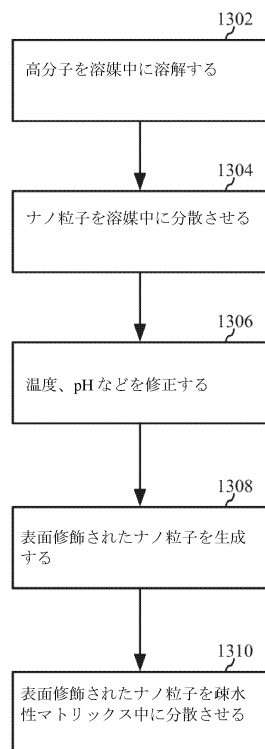 1302
高分子を溶媒中に溶解する
1304
ナノ粒子を溶媒中に分散させる
1306
温度、pHなどを修正する
1308
表面修飾されたナノ粒子を生成
する
1310
表面修飾されたナノ粒子を疎水
性マトリックス中に分散させる